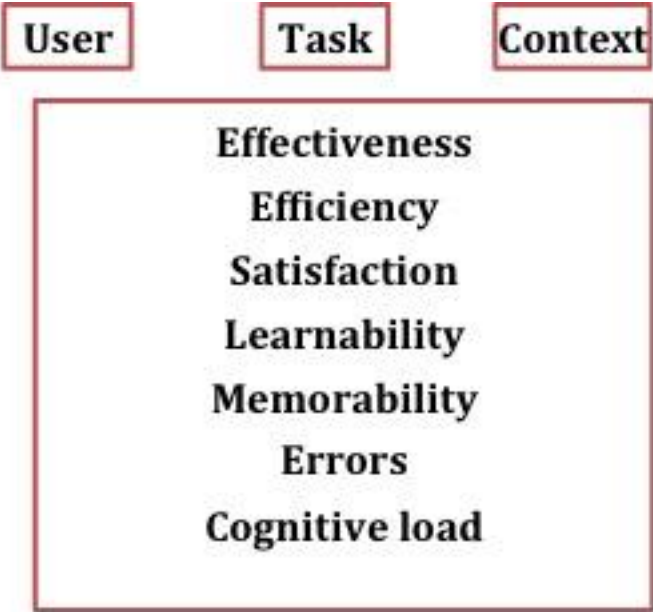 User Task Context
Effectiveness
Efficiency
Satisfaction
Learnability
Memorability
Errors
Cognitive load